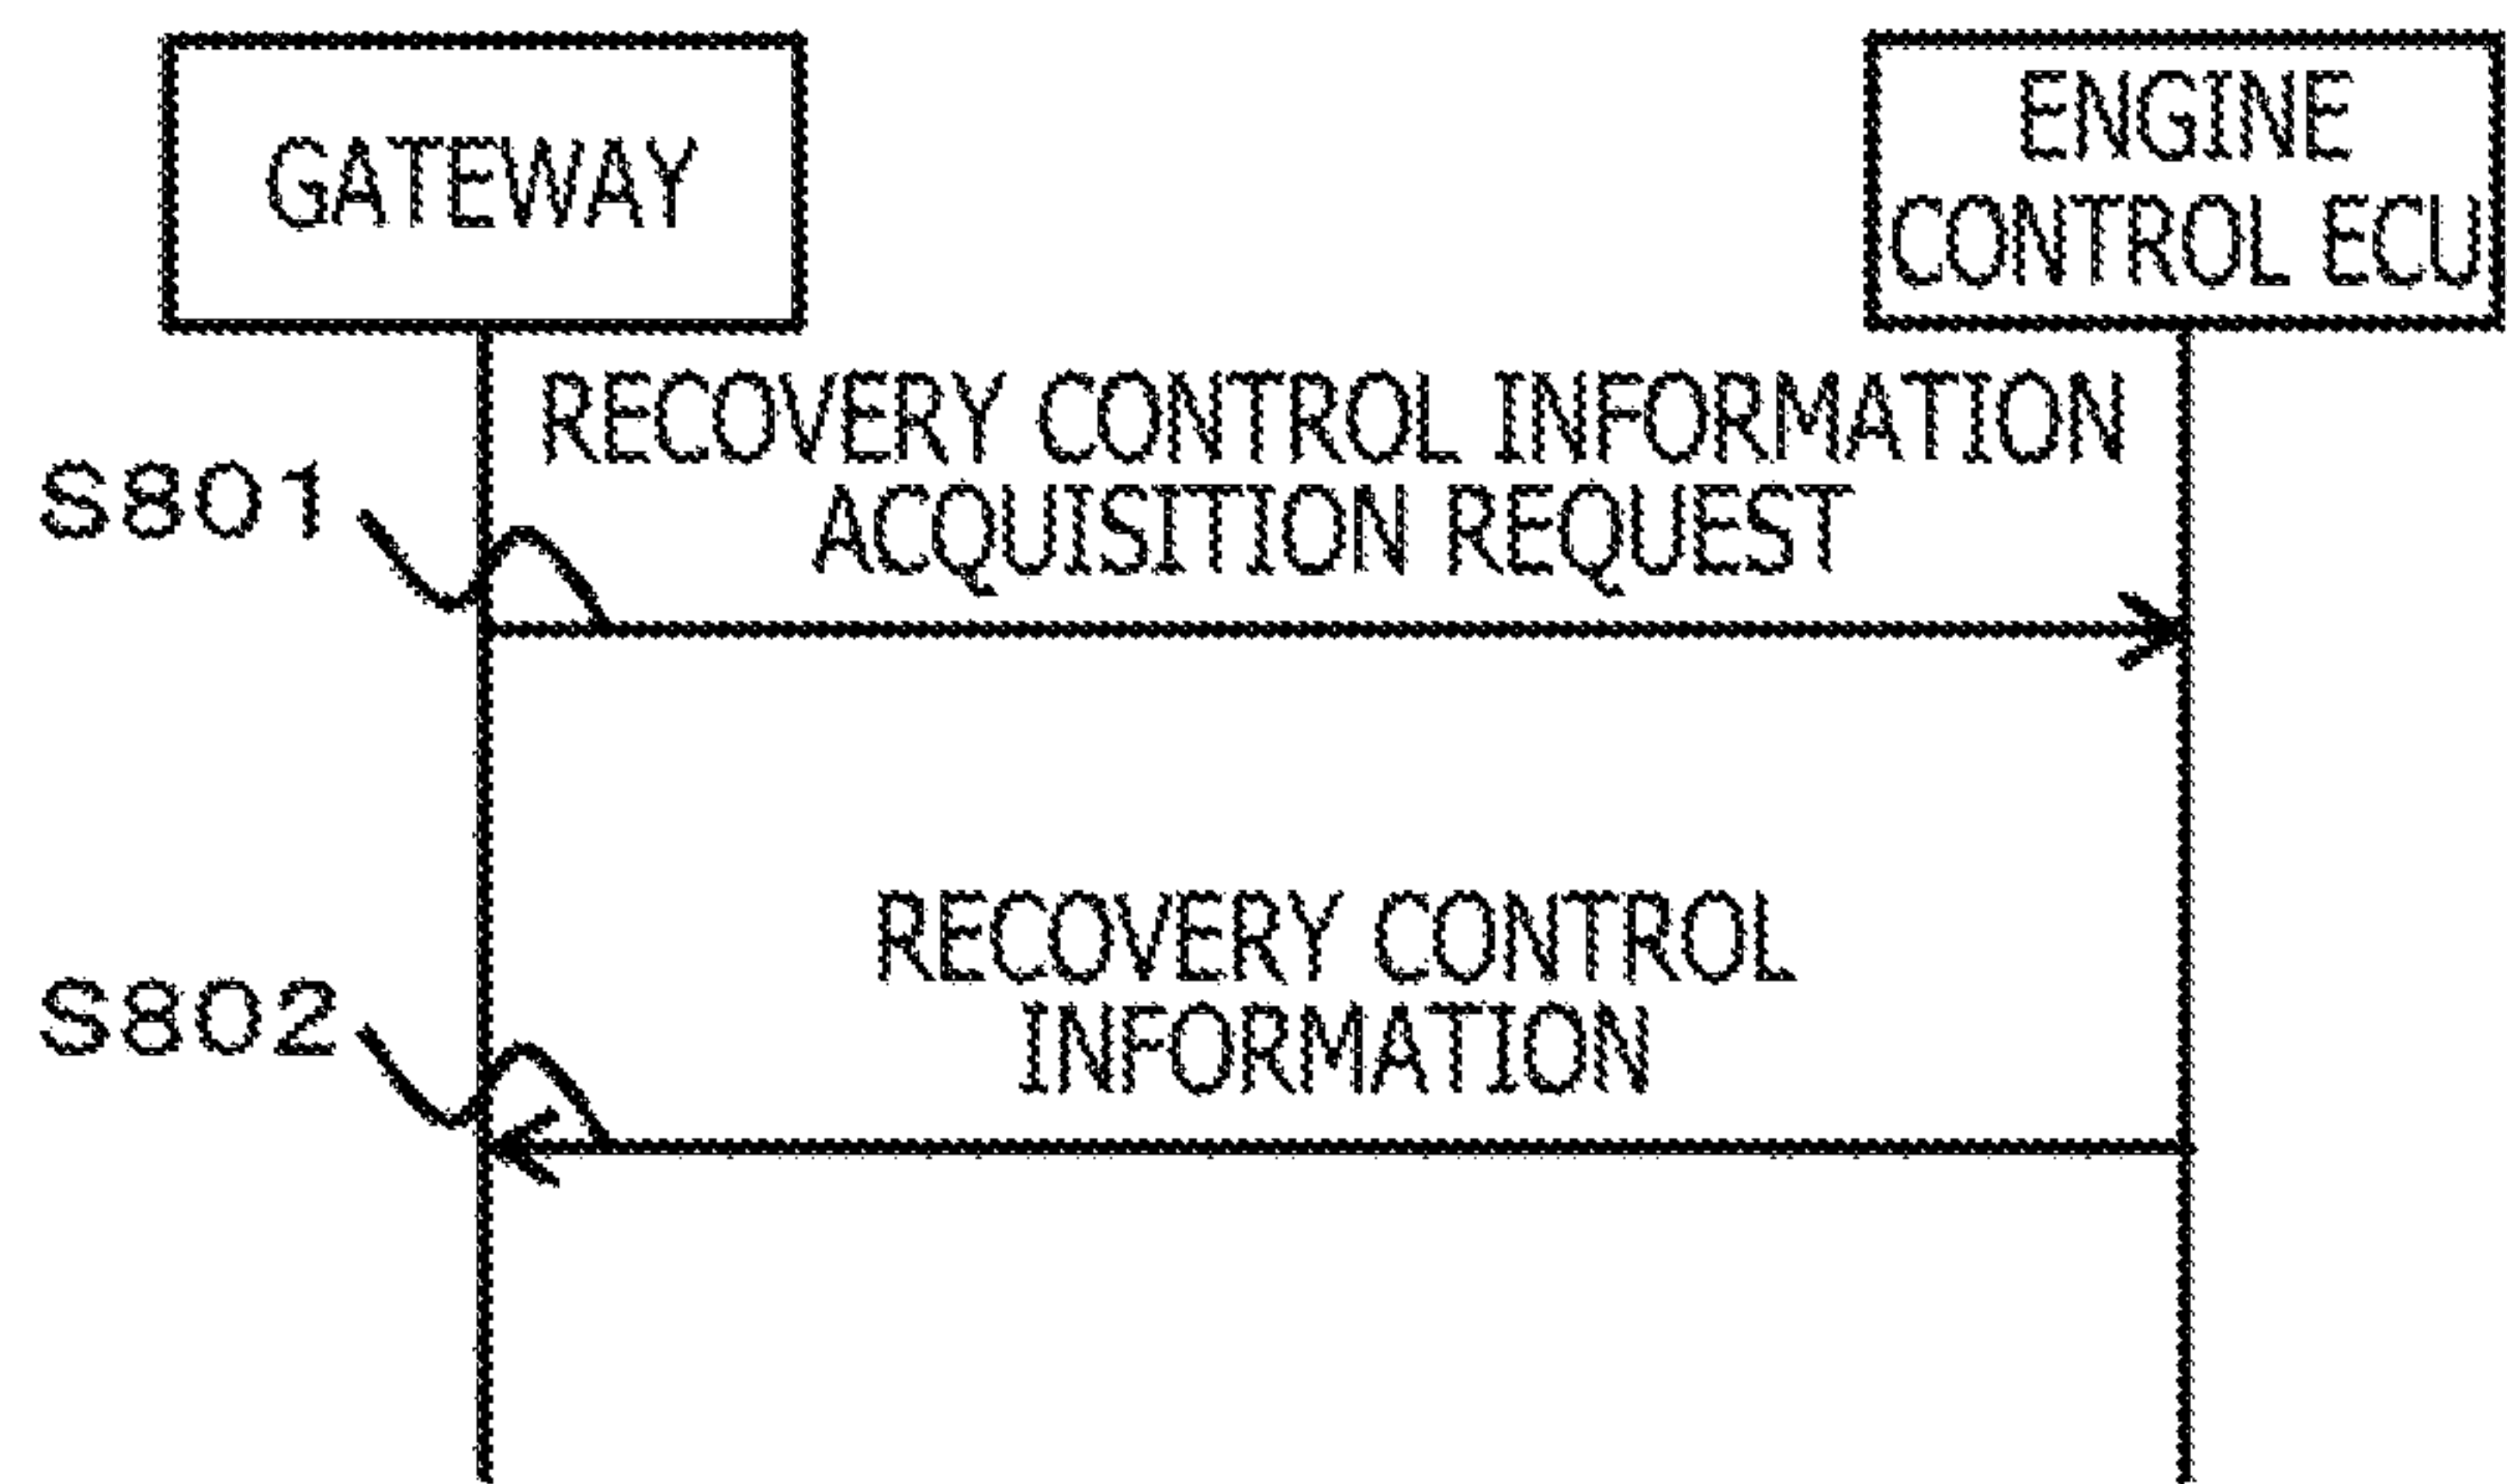 GATEWAY
ENGINE
CONTROL ECU
RECOVERY CONTROL INFORMATION
ACQUISITION REQUEST
S801
RECOVERY CONTROL
INFORMATION
S802